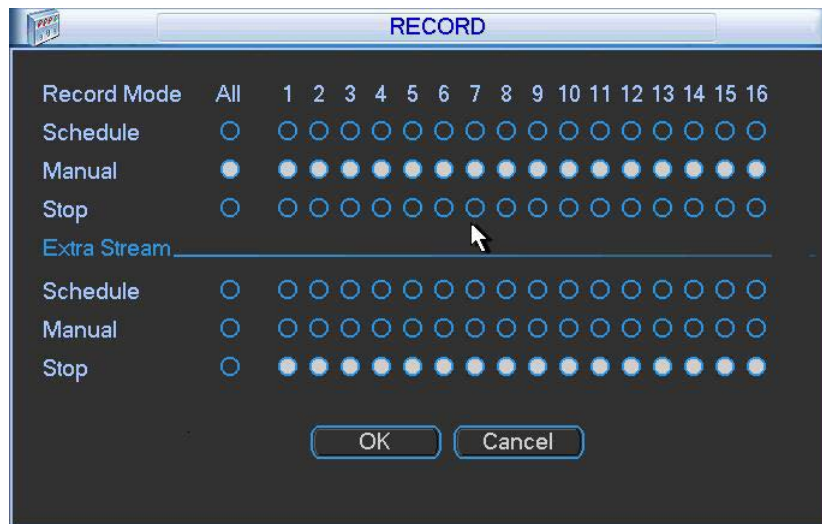 RECORD
Record Mode All 1 2 3 4 5 6 7 8 9 10 11 12 13 14 15 16
Schedule
Manual
Stop
Extra Stream
Schedule
Manual
Stop
OK Cancel